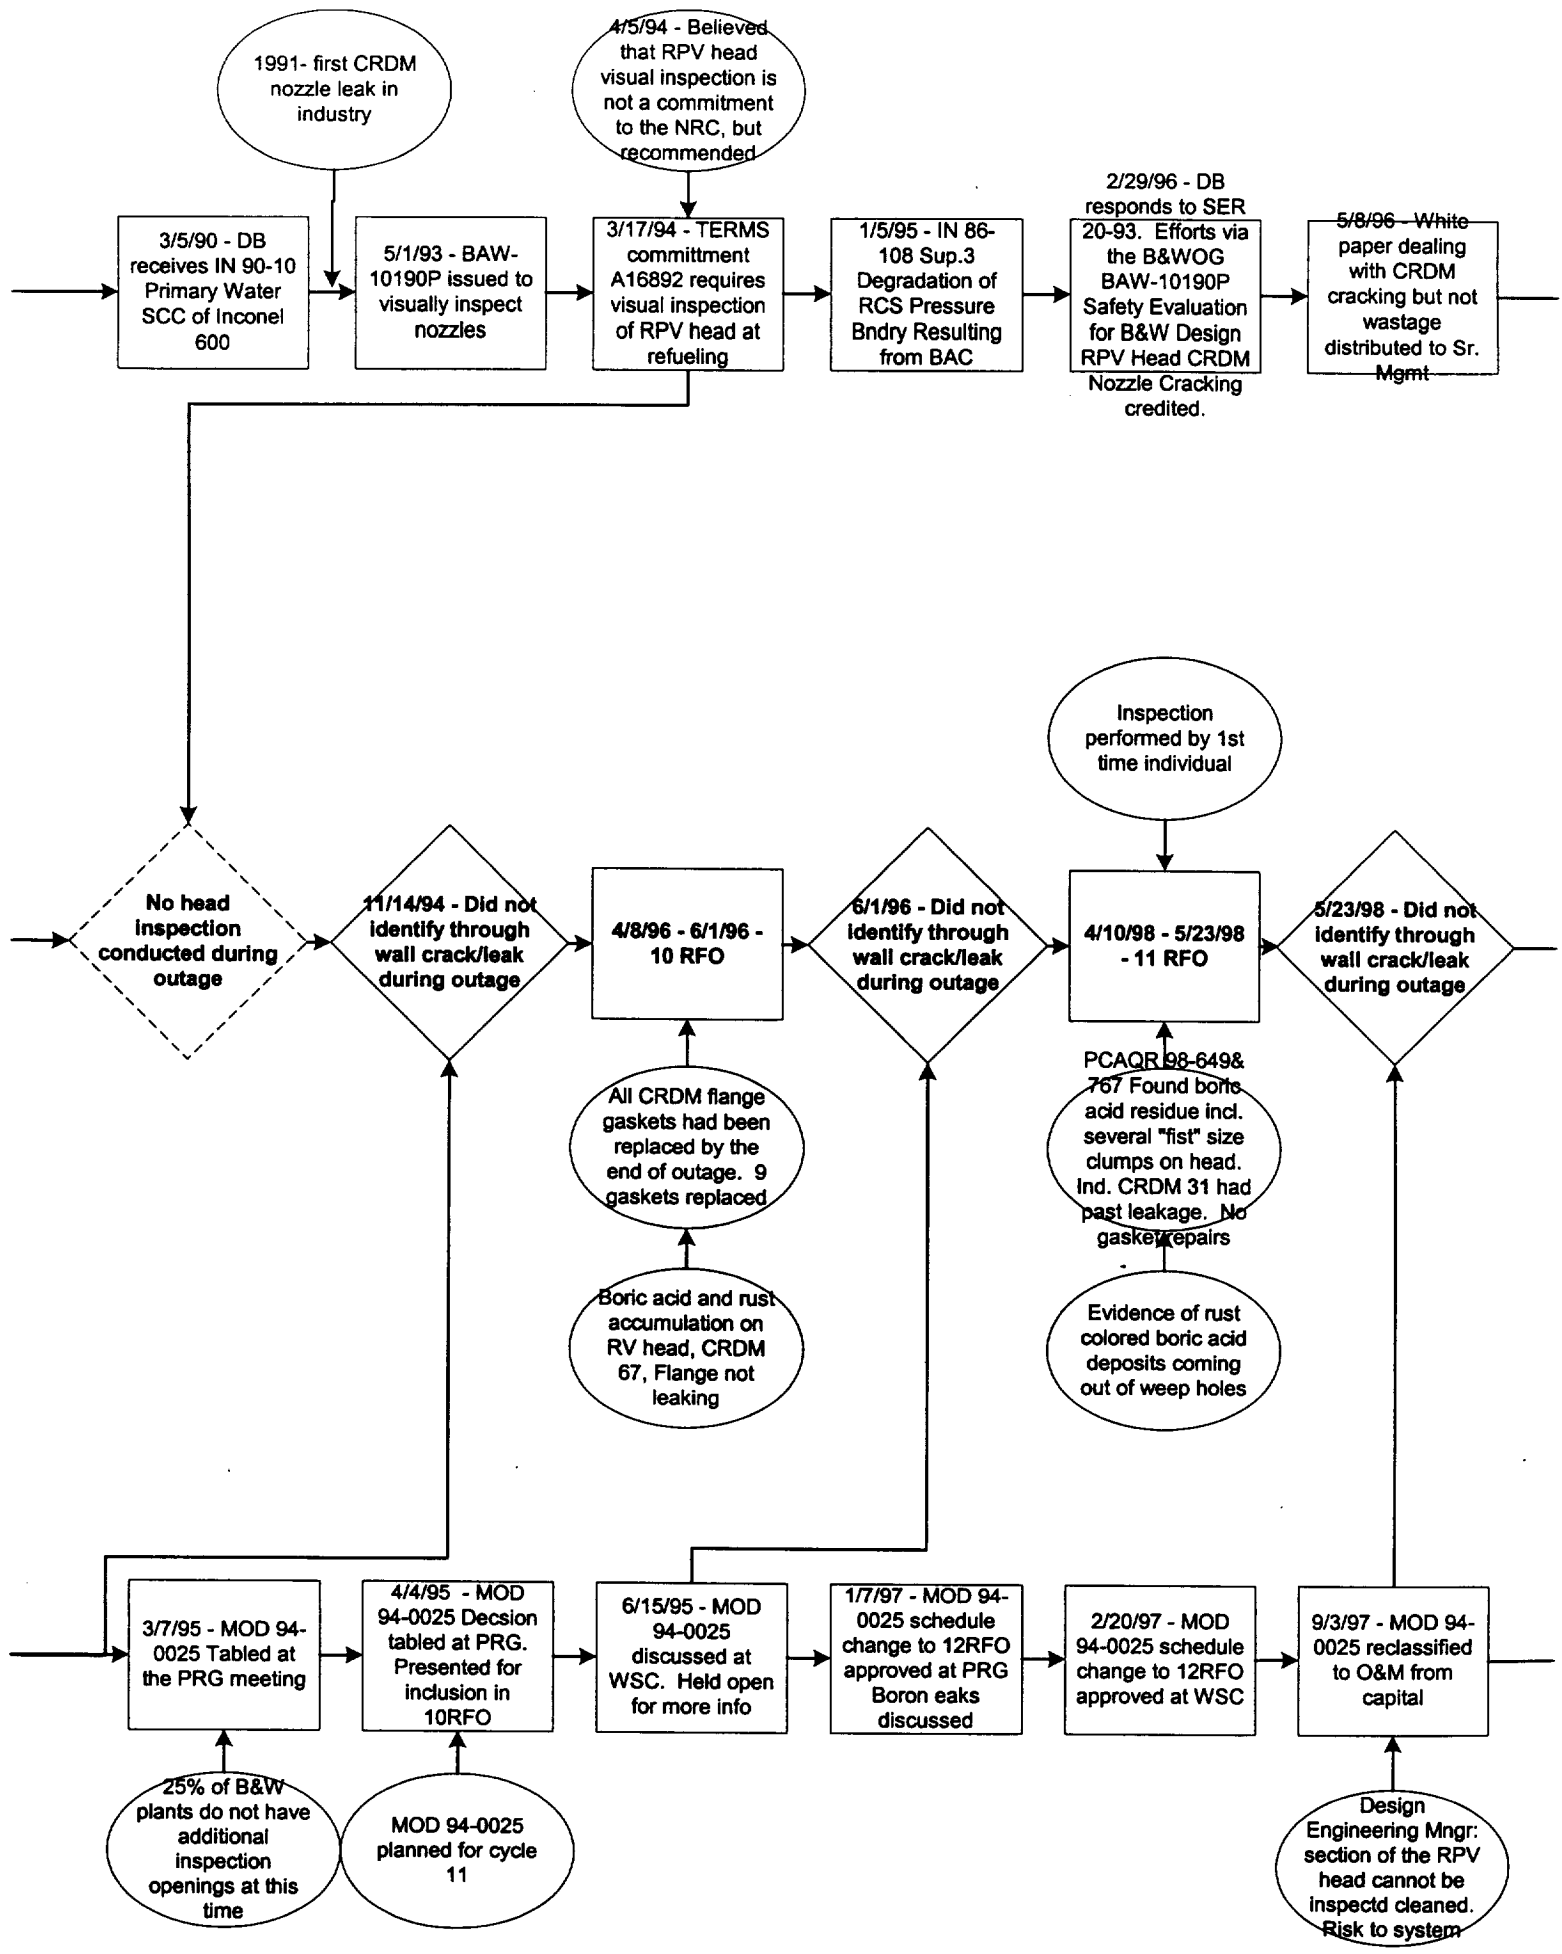 1991- first CRDM
nozzle leak in
industry
4/5/94 - Believed
that RPV head
visual inspection is
not a commitment
to the NRC, but
recommended
3/5/90 - DB
receives IN 90-10
Primary Water
SCC of Inconel
600
5/1/93 - BAW-
10190P issued to
visually inspect
nozzles
3/17/94 - TERMS
committment
A16892 requires
visual inspection
of RPV head at
refueling
1/5/95 - IN 86-
108 Sup.3
Degradation of
RCS Pressure
Bndry Resulting
from BAC
2/29/96 - DB
responds to SER
20-93. Efforts via
the B&WOG
BAW-10190P
Safety Evaluation
for B&W Design
RPV Head CRDM
Nozzle Cracking
credited.
5/8/96 - White
paper dealing
with CRDM
cracking but not
wastage
distributed to Sr.
Mgmt
Inspection
performed by 1st
time individual
No head
inspection
conducted during
outage
11/14/94 - Did not
identify through
wall crack/leak
during outage
4/8/96 - 6/1/96 -
10 RFO
6/1/96 - Did not
identify through
wall crack/leak
during outage
4/10/98 - 5/23/98
- 11 RFO
5/23/98 - Did not
identify through
wall crack/leak
during outage
All CRDM flange
gaskets had been
replaced by the
end of outage. 9
gaskets replaced
PCAQR 98-649&
767 Found boric
acid residue incl.
several "fist" size
clumps on head.
Ind. CRDM 31 had
past leakage. No
gasket repairs
Boric acid and rust
accumulation on
RV head, CRDM
67, Flange not
leaking
Evidence of rust
colored boric acid
deposits coming
out of weep holes
3/7/95 - MOD 94-
0025 Tabled at
the PRG meeting
4/4/95 - MOD
94-0025 Decsion
tabled at PRG.
Presented for
inclusion in
10RFO
6/15/95 - MOD
94-0025
discussed at
WSC. Held open
for more info
1/7/97 - MOD 94-
0025 schedule
change to 12RFO
approved at PRG
Boron eaks
discussed
2/20/97 - MOD
94-0025 schedule
change to 12RFO
approved at WSC
9/3/97 - MOD 94-
0025 reclassified
to O&M from
capital
25% of B&W
plants do not have
additional
inspection
openings at this
time
MOD 94-0025
planned for cycle
11
Design
Engineering Mngr:
section of the RPV
head cannot be
inspectd cleaned.
Risk to system